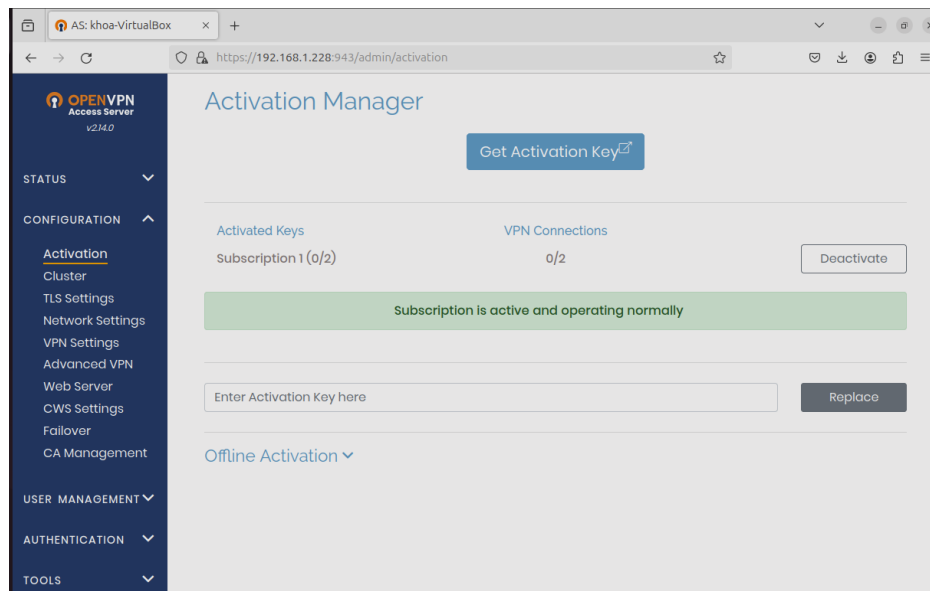 AS: khoa-VirtualBox
https://192.168.1.228:943/admin/activation
OPENVPN
Access Server
v2.14.0
STATUS
CONFIGURATION
Activation
Cluster
TLS Settings
Network Settings
VPN Settings
Advanced VPN
Web Server
CWS Settings
Failover
CA Management
USER MANAGEMENT
AUTHENTICATION
TOOLS
Activation Manager
Get Activation Key
Activated Keys VPN Connections
Subscription 1 (0/2) 0/2 Deactivate
Subscription is active and operating normally
Enter Activation Key here Replace
Offline Activation